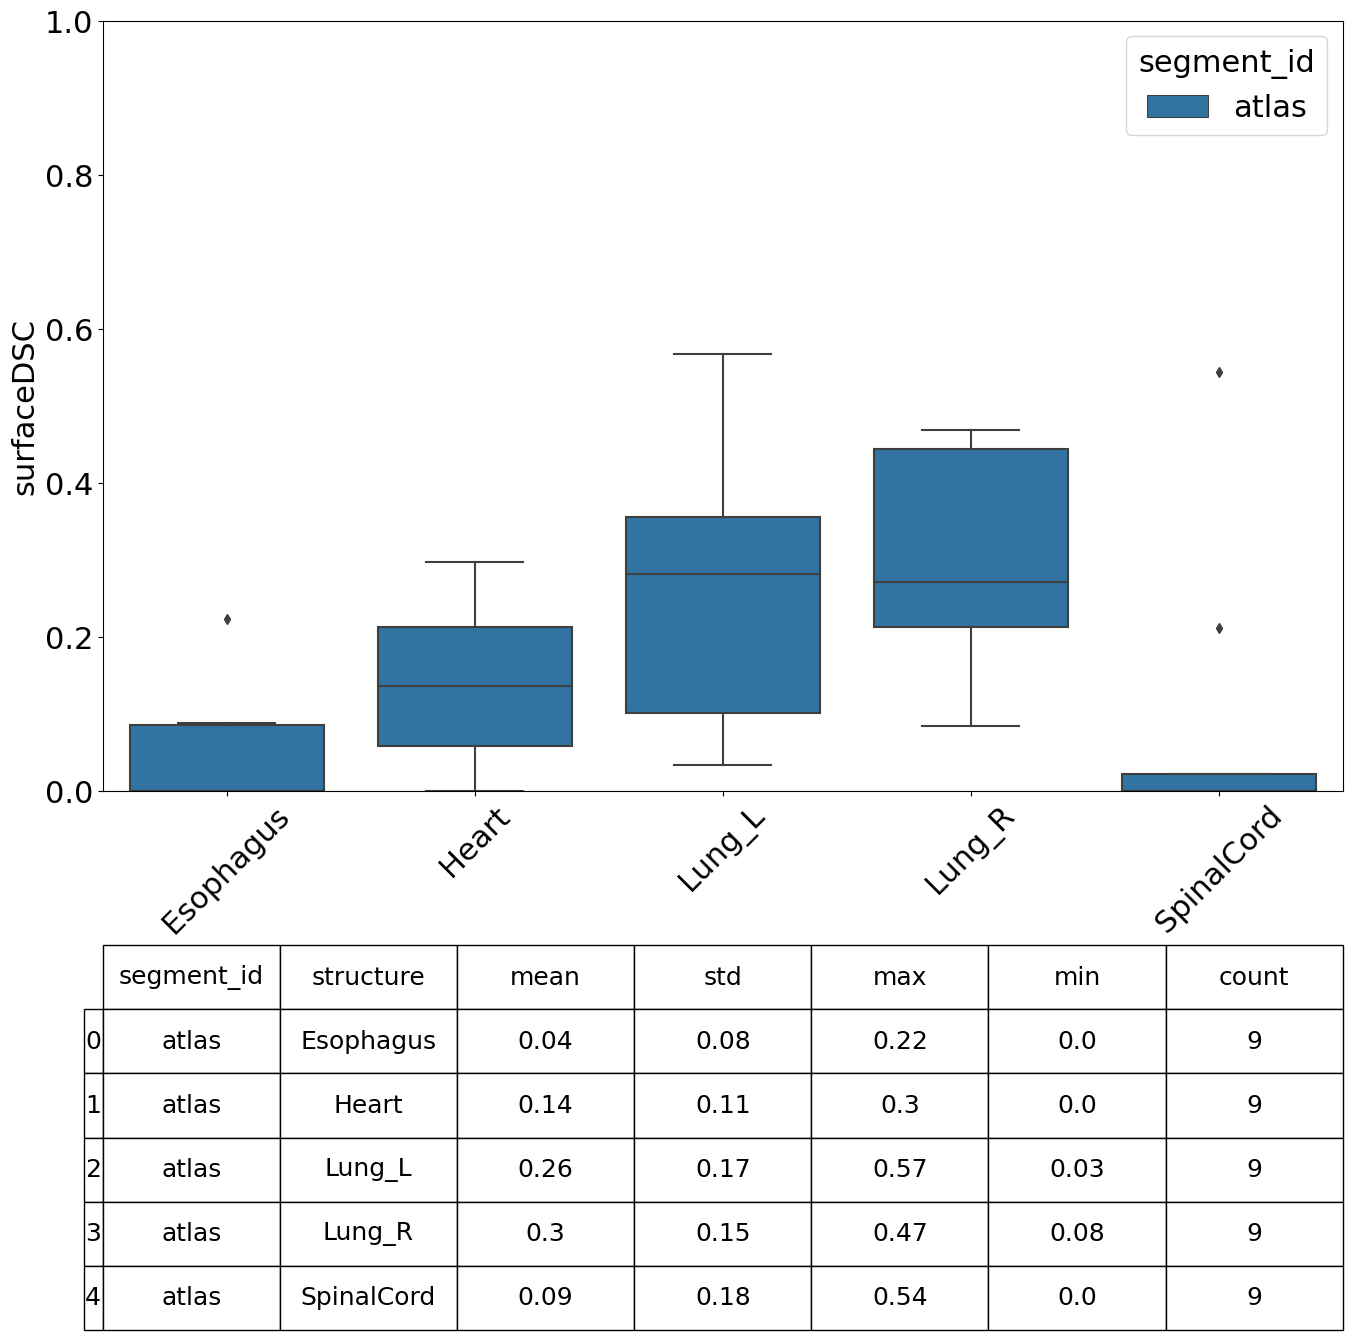 1.0
0.8
0.6
0.4
0.2
0.0
surfaceDSC
segment_id
atlas
Esophagus
Heart
Lung_L
Lung_R
SpinalCord
segment_id structure mean std max min count
0 atlas Esophagus 0.04 0.08 0.22 0.0 9
1 atlas Heart 0.14 0.11 0.3 0.0 9
2 atlas Lung_L 0.26 0.17 0.57 0.03 9
3 atlas Lung_R 0.3 0.15 0.47 0.08 9
4 atlas SpinalCord 0.09 0.18 0.54 0.0 9